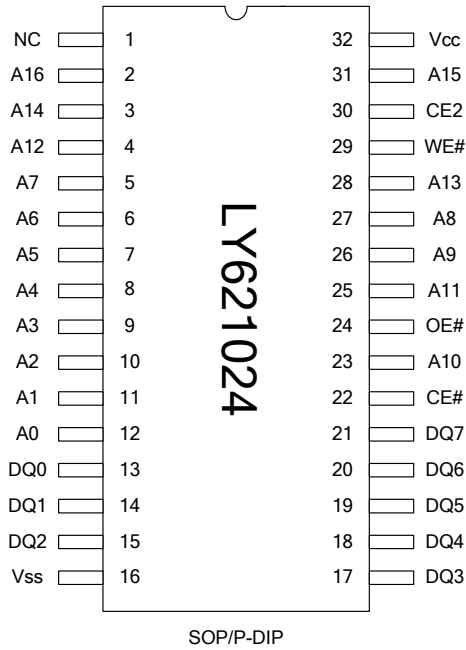 NC 1 32 Vcc
A16 2 31 A15
A14 3 30 CE2
A12 4 29 WE#
A7 5 28 A13
A6 6 27 A8
A5 7 26 A9
A4 8 25 A11
A3 9 24 OE#
A2 10 23 A10
A1 11 22 CE#
A0 12 21 DQ7
DQ0 13 20 DQ6
DQ1 14 19 DQ5
DQ2 15 18 DQ4
Vss 16 17 DQ3
LY621024
SOP/P-DIP